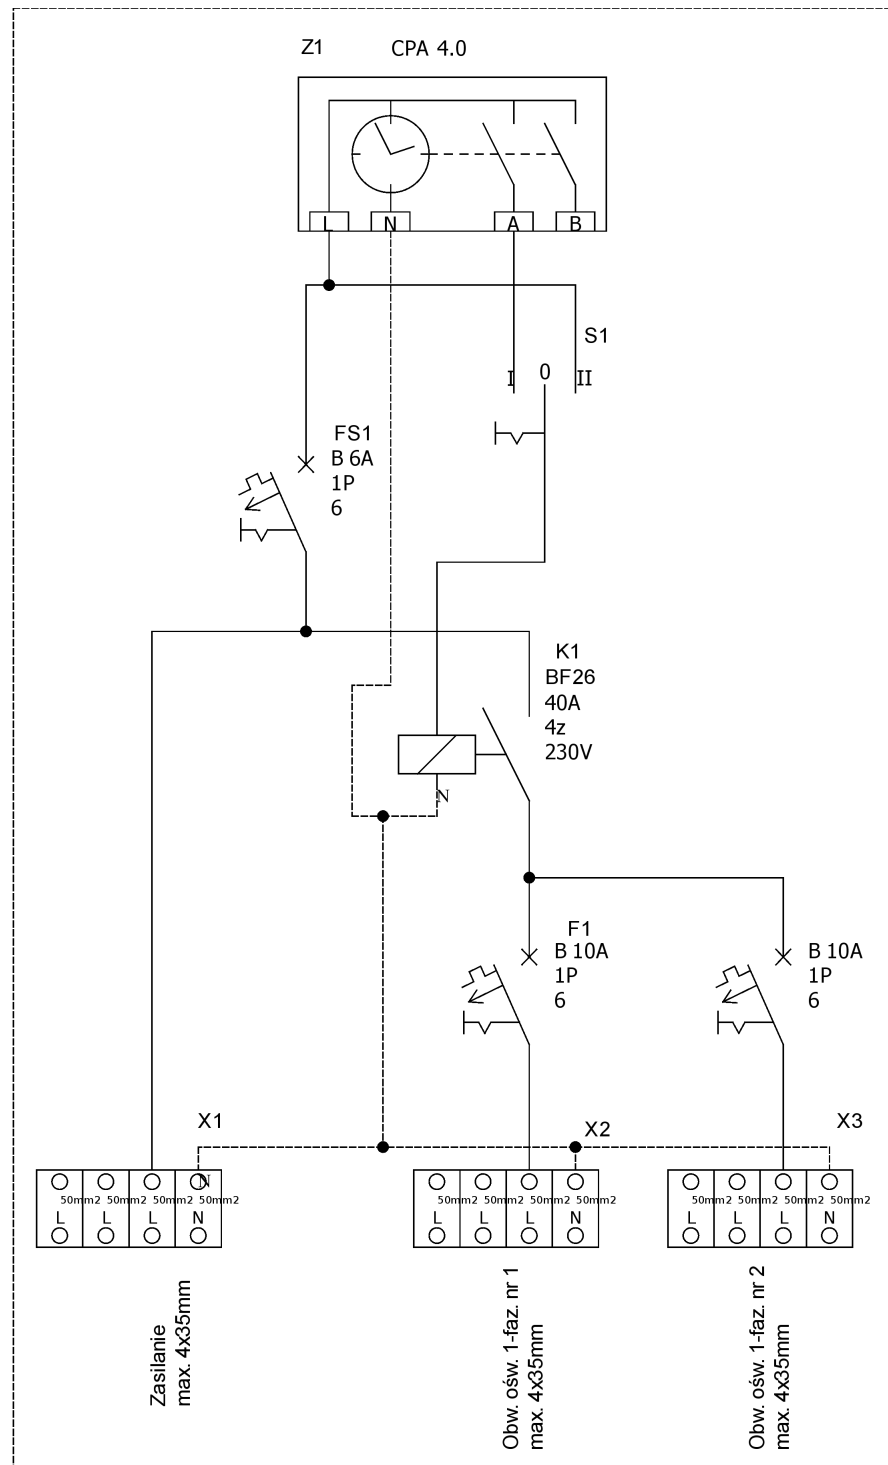 Z1 CPA 4.0
L N A B
S1
I 0 II
FS1
B 6A
1P
6
K1
BF26
40A
4z
230V
N
F1
B 10A
1P
6
B 10A
1P
6
X1
X2
X3
N
50mm2 50mm2 50mm2 50mm2
L L L N
50mm2 50mm2 50mm2 50mm2
L L L N
50mm2 50mm2 50mm2 50mm2
L L L N
Zasilanie
max. 4x35mm
Obw. ośw. 1-faz. nr 1
max. 4x35mm
Obw. ośw. 1-faz. nr 2
max. 4x35mm